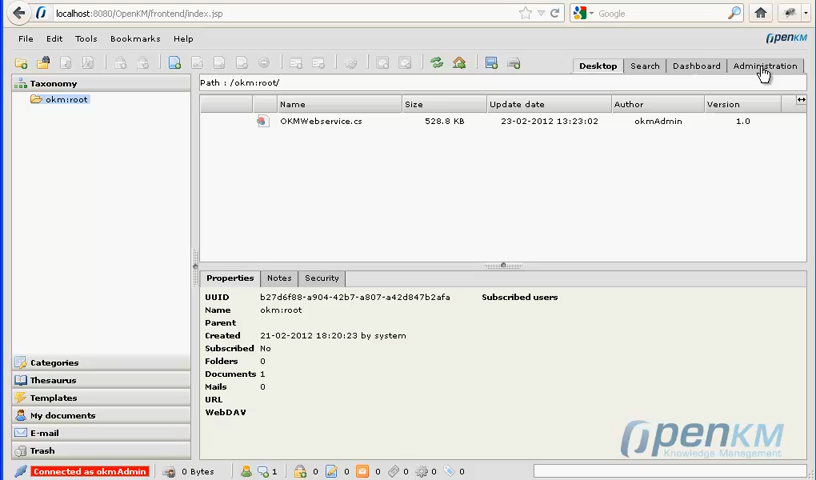 localhost:8080/OpenKM/frontend/index.jsp
Google
File Edit Tools Bookmarks Help
OpenKM
Desktop Search Dashboard Administration
Taxonomy
Path : /okm:root/
okm:root
Name Size Update date Author Version
OKMWebservice.cs 528.8 KB 23-02-2012 13:23:02 okmAdmin 1.0
Properties Notes Security
UUID b27d6f88-a904-42b7-a807-a42d847b2afa Subscribed users
Name okm:root
Parent
Created 21-02-2012 18:20:23 by system
Subscribed No
Folders 0
Documents 1
Mails 0
URL
WebDAV
Categories
Thesaurus
Templates
My documents
E-mail
Trash
OpenKM
Knowledge Management
Connected as okmAdmin 0 Bytes 1 0 0 0 0 0 0